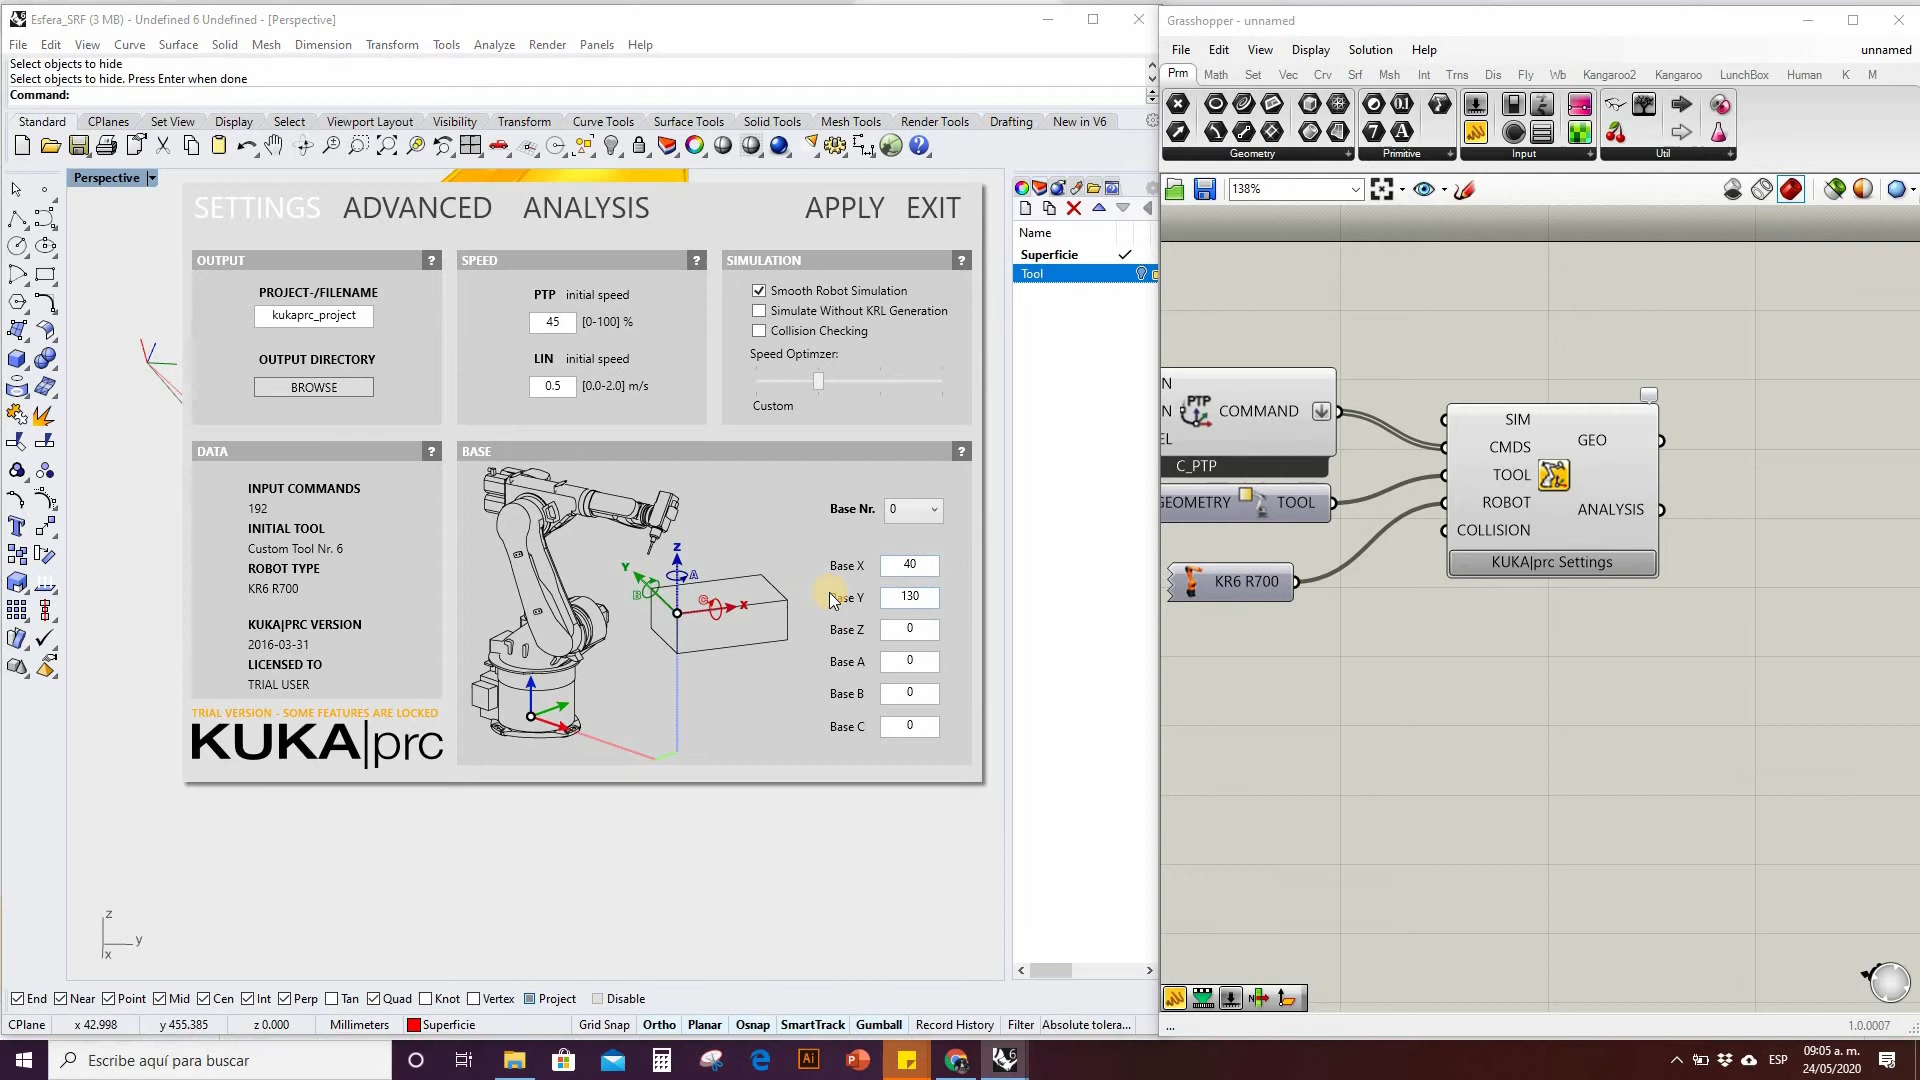 Esfera_SRF (3 MB) - Undefined 6 Undefined - [Perspective]
File Edit View Curve Surface Solid Mesh Dimension Transform Tools Analyze Render Panels Help
Select objects to hide
Select objects to hide. Press Enter when done
Command:
Standard CPlanes Set View Display Select Viewport Layout Visibility Transform Curve Tools Surface Tools Solid Tools Mesh Tools Render Tools Drafting New in V6
Perspective
SETTINGS ADVANCED ANALYSIS APPLY EXIT
OUTPUT ?
PROJECT-/FILENAME
kukaprc_project
OUTPUT DIRECTORY
BROWSE
SPEED ?
PTP initial speed
45 [0-100] %
LIN initial speed
0.5 [0.0-2.0] m/s
SIMULATION ?
Smooth Robot Simulation
Simulate Without KRL Generation
Collision Checking
Speed Optimzer:
Custom
DATA ?
INPUT COMMANDS
192
INITIAL TOOL
Custom Tool Nr. 6
ROBOT TYPE
KR6 R700
KUKA|PRC VERSION
2016-03-31
LICENSED TO
TRIAL USER
TRIAL VERSION - SOME FEATURES ARE LOCKED
KUKA|prc
BASE ?
Z
A
Y
B
C
X
Base Nr. 0
Base X 40
ase Y 130
Base Z 0
Base A 0
Base B 0
Base C 0
z
y
x
Name
Superficie
Tool
End Near Point Mid Cen Int Perp Tan Quad Knot Vertex Project Disable
CPlane x 42.998 y 455.385 z 0.000 Millimeters Superficie Grid Snap Ortho Planar Osnap SmartTrack Gumball Record History Filter Absolute tolera...
Grasshopper - unnamed
File Edit View Display Solution Help unnamed
Prm Math Set Vec Crv Srf Msh Int Trns Dis Fly Wb Kangaroo2 Kangaroo LunchBox Human K M
Geometry Primitive Input Util
138%
N
N PTP COMMAND
EL
C_PTP
GEOMETRY TOOL
KR6 R700
SIM
CMDS
TOOL
ROBOT
COLLISION
GEO
ANALYSIS
KUKA|prc Settings
...
1.0.0007
Escribe aquí para buscar
ESP
09:05 a. m.
24/05/2020